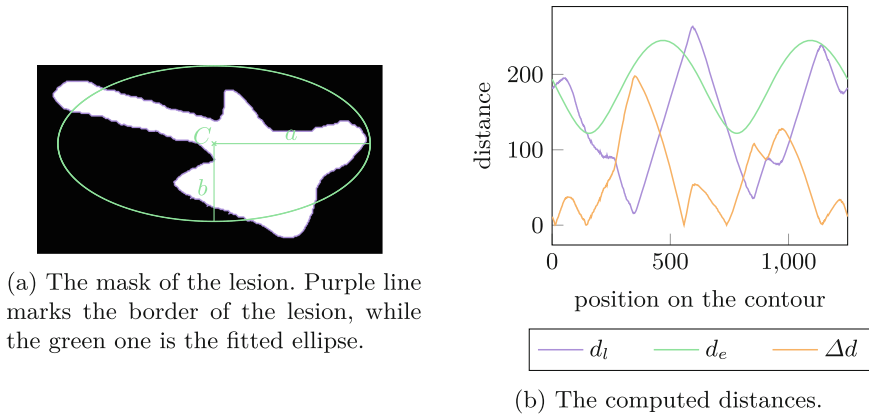 C
a
b
(a) The mask of the lesion. Purple line
marks the border of the lesion, while
the green one is the fitted ellipse.
distance
200
100
0
0 500 1,000
position on the contour
d_l d_e Δd
(b) The computed distances.